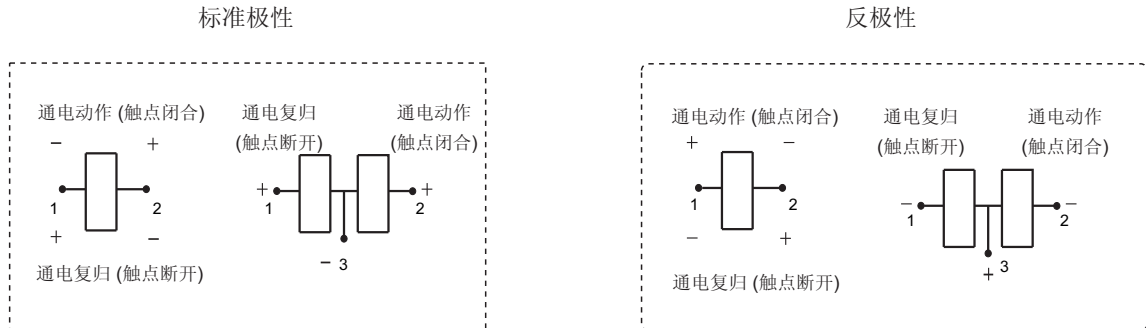 标准极性
通电动作 (触点闭合)
− +
1 2
+ −
通电复归 (触点断开)
通电复归
(触点断开)
通电动作
(触点闭合)
+ +
1 2
− 3
反极性
通电动作 (触点闭合)
+ −
1 2
− +
通电复归 (触点断开)
通电复归
(触点断开)
通电动作
(触点闭合)
− −
1 2
+ 3